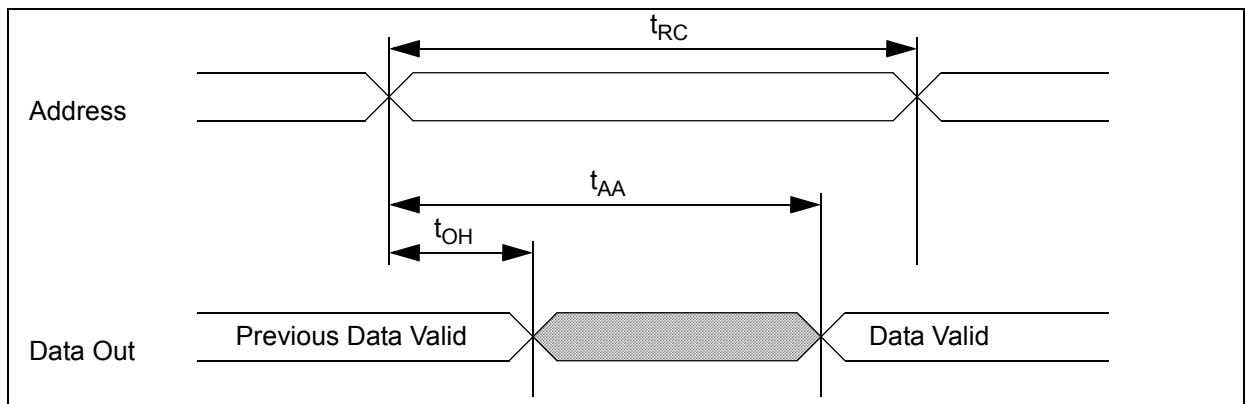 tRC
Address
tAA
tOH
Previous Data Valid
Data Valid
Data Out